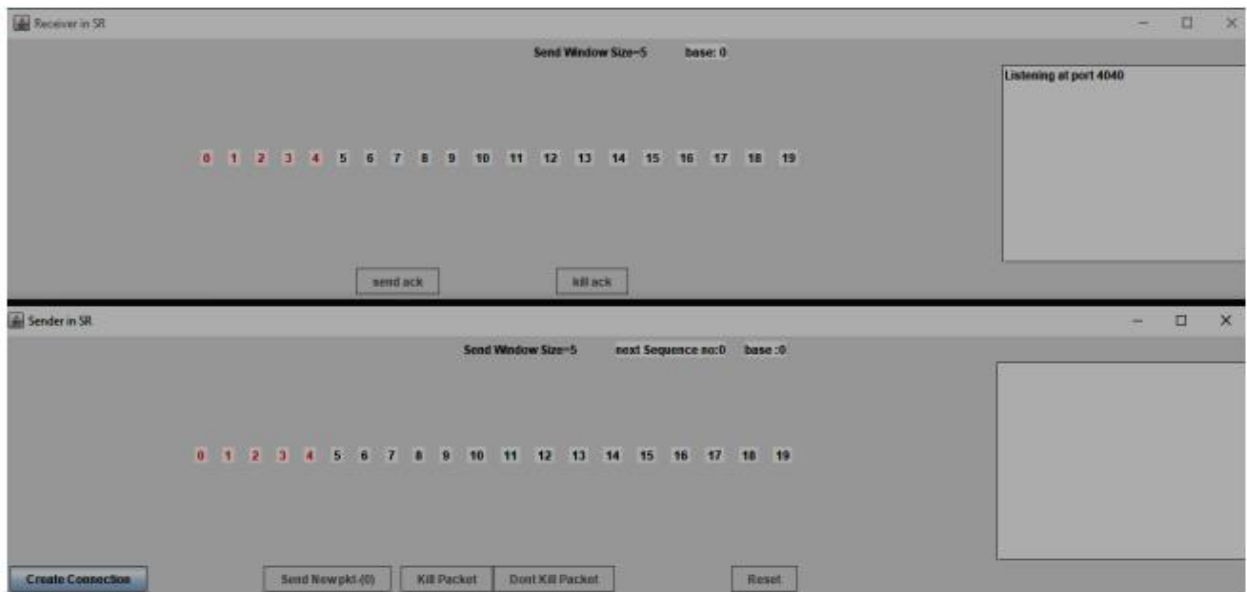 Receiver in SR
Send Window Size=5 base: 0
Listening at port 4040
0 1 2 3 4 5 6 7 8 9 10 11 12 13 14 15 16 17 18 19
send ack kill ack
Sender in SR
Send Window Size=5 next Sequence no:0 base :0
0 1 2 3 4 5 6 7 8 9 10 11 12 13 14 15 16 17 18 19
Create Connection Send New pkt-(0) Kill Packet Dont Kill Packet Reset